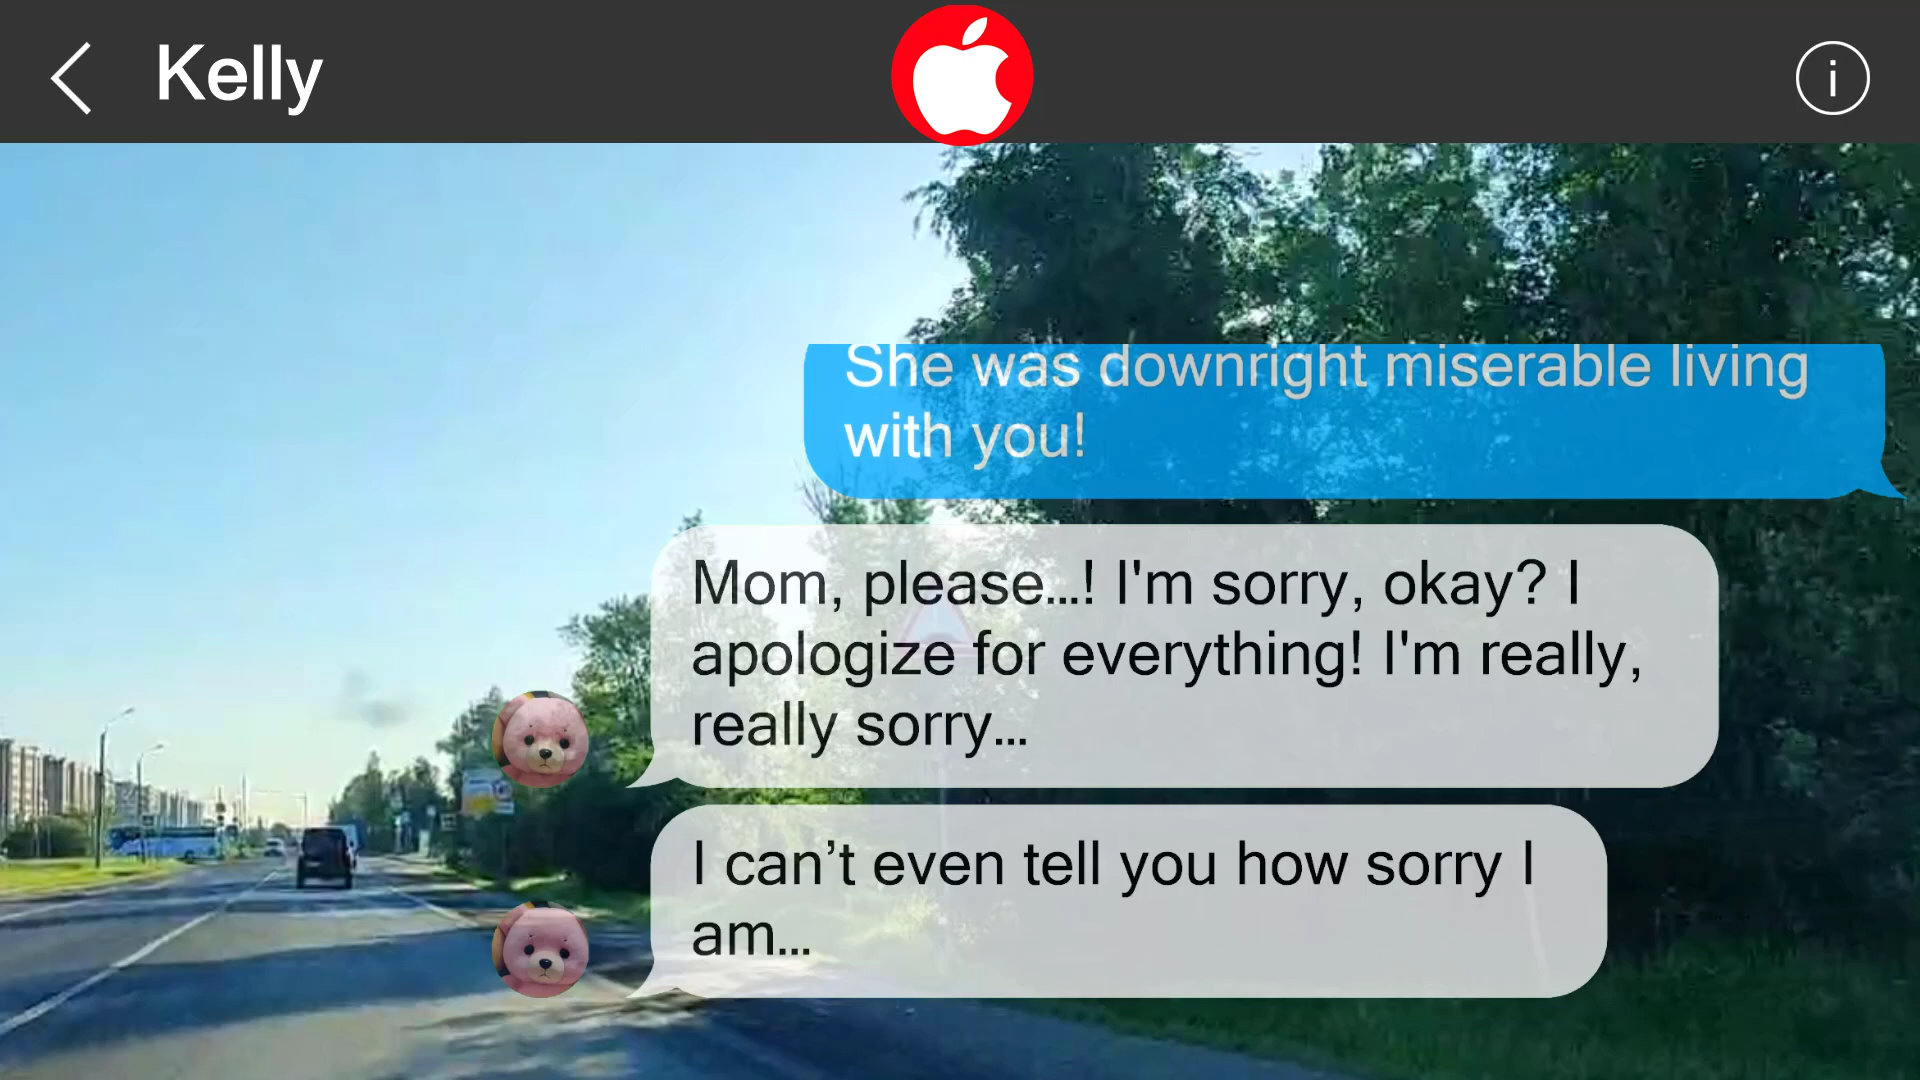 Kelly
She was downright miserable living
with you!
Mom, please...! I'm sorry, okay? I
apologize for everything! I'm really,
really sorry...
I can’t even tell you how sorry I
am...